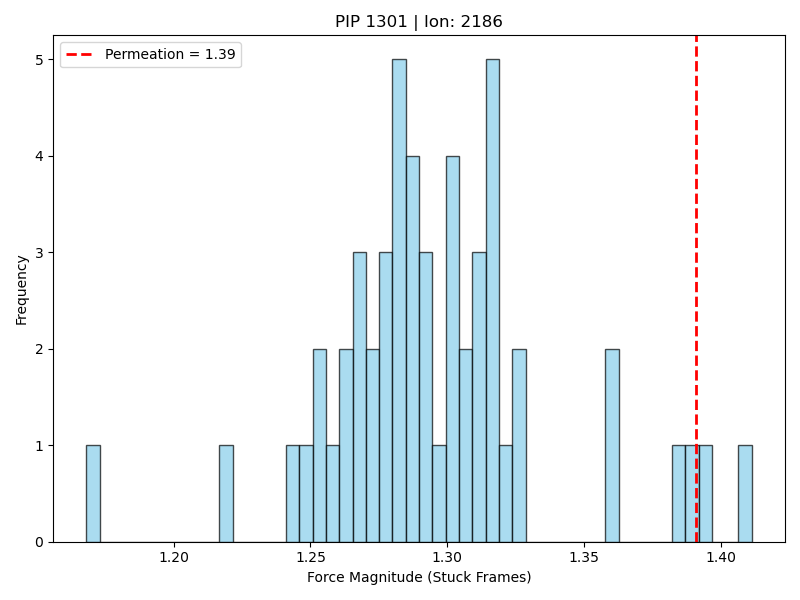 PIP 1301 | Ion: 2186
Permeation = 1.39
5
4
3
2
1
0
Frequency
1.20 1.25 1.30 1.35 1.40
Force Magnitude (Stuck Frames)